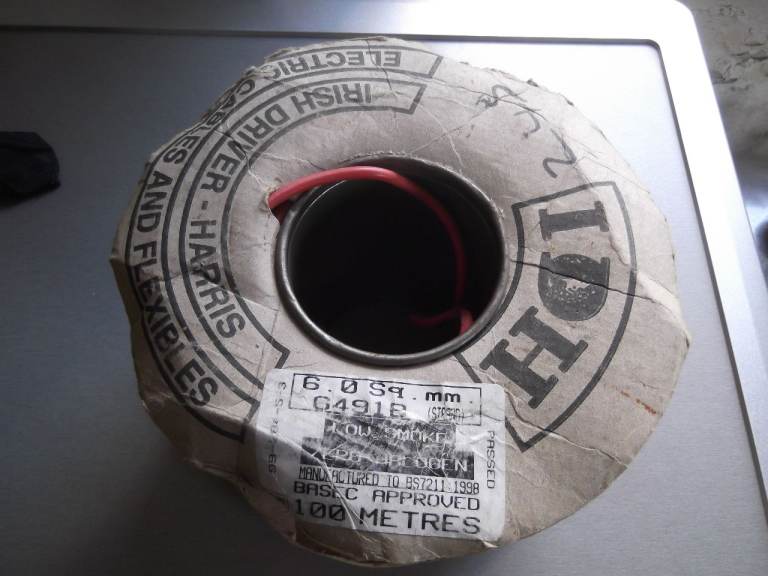 ELECTRIC CABLES AND FLEXIBLES
IRISH DRIVER - HARRIS
IDH
6.0 Sq. mm.
6491B
LOW SMOKE
ZERO HALOGEN
MANUFACTURED TO BS7211 1998
BASEC APPROVED
100 METRES
PASSED